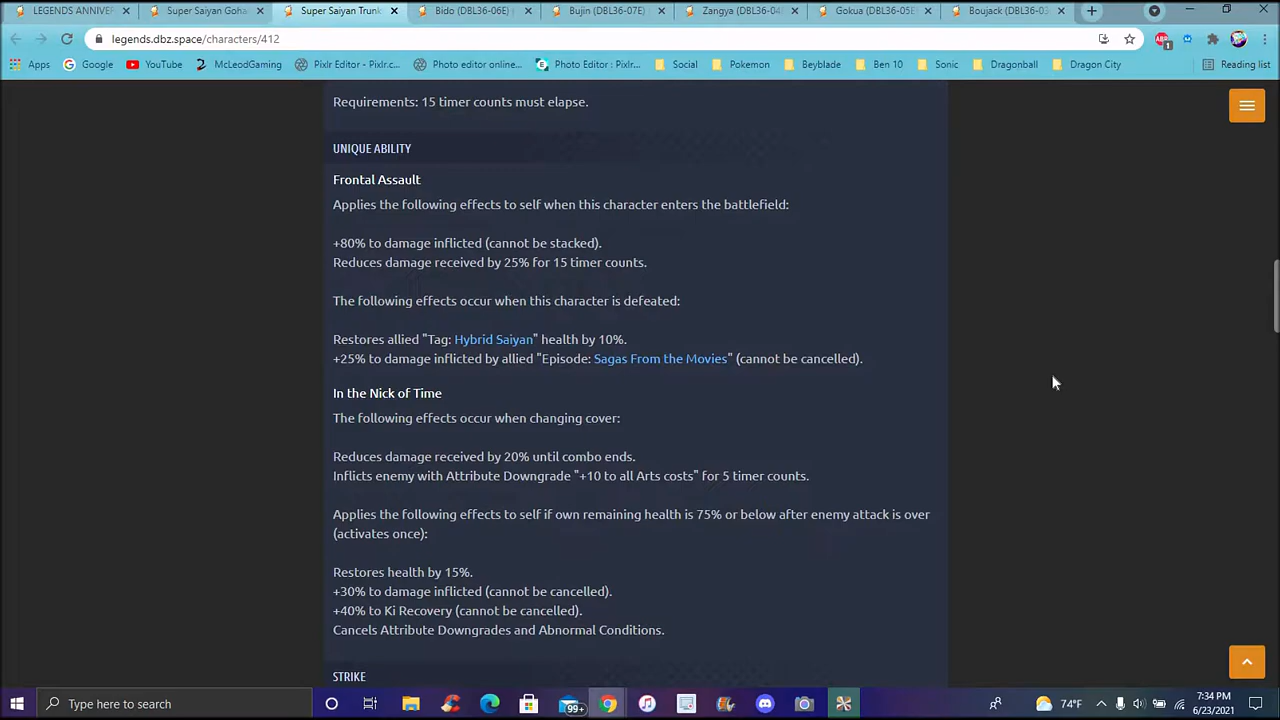 LEGENDS ANNIVER
Super Saiyan Goha
Super Saiyan Trunk
Bido (DBL36-06E)
Bujin (DBL36-07E)
Zangya (DBL36-04
Gokua (DBL36-05E
Boujack (DBL36-03
legends.dbz.space/characters/412
Apps
Google
YouTube
McLeodGaming
Pixlr Editor - Pixlr.c...
Photo editor online...
Photo Editor : Pixlr...
Social
Pokemon
Beyblade
Ben 10
Sonic
Dragonball
Dragon City
Reading list
Requirements: 15 timer counts must elapse.
UNIQUE ABILITY
Frontal Assault
Applies the following effects to self when this character enters the battlefield:
+80% to damage inflicted (cannot be stacked).
Reduces damage received by 25% for 15 timer counts.
The following effects occur when this character is defeated:
Restores allied "Tag: Hybrid Saiyan" health by 10%.
+25% to damage inflicted by allied "Episode: Sagas From the Movies" (cannot be cancelled).
In the Nick of Time
The following effects occur when changing cover:
Reduces damage received by 20% until combo ends.
Inflicts enemy with Attribute Downgrade "+10 to all Arts costs" for 5 timer counts.
Applies the following effects to self if own remaining health is 75% or below after enemy attack is over
(activates once):
Restores health by 15%.
+30% to damage inflicted (cannot be cancelled).
+40% to Ki Recovery (cannot be cancelled).
Cancels Attribute Downgrades and Abnormal Conditions.
STRIKE
Type here to search
99+
74°F
7:34 PM
6/23/2021